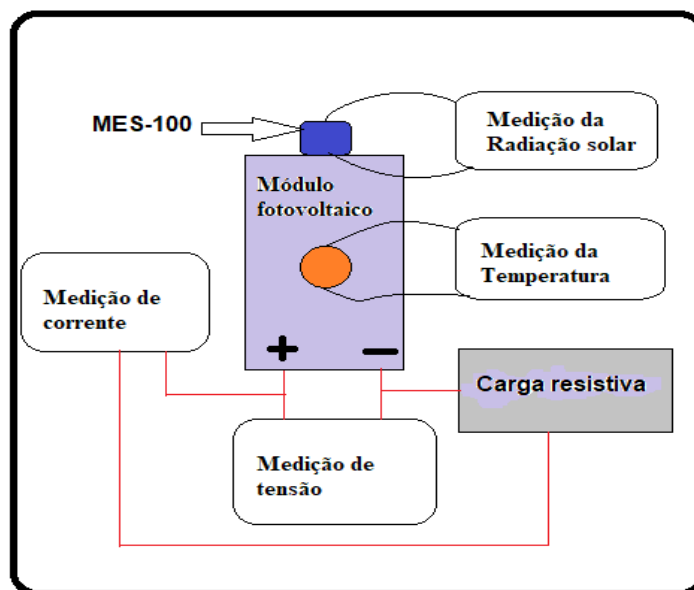 MES-100
Medição da
Radiação solar
Módulo
fotovoltaico
Medição da
Temperatura
Medição de
corrente
+
−
Carga resistiva
Medição de
tensão